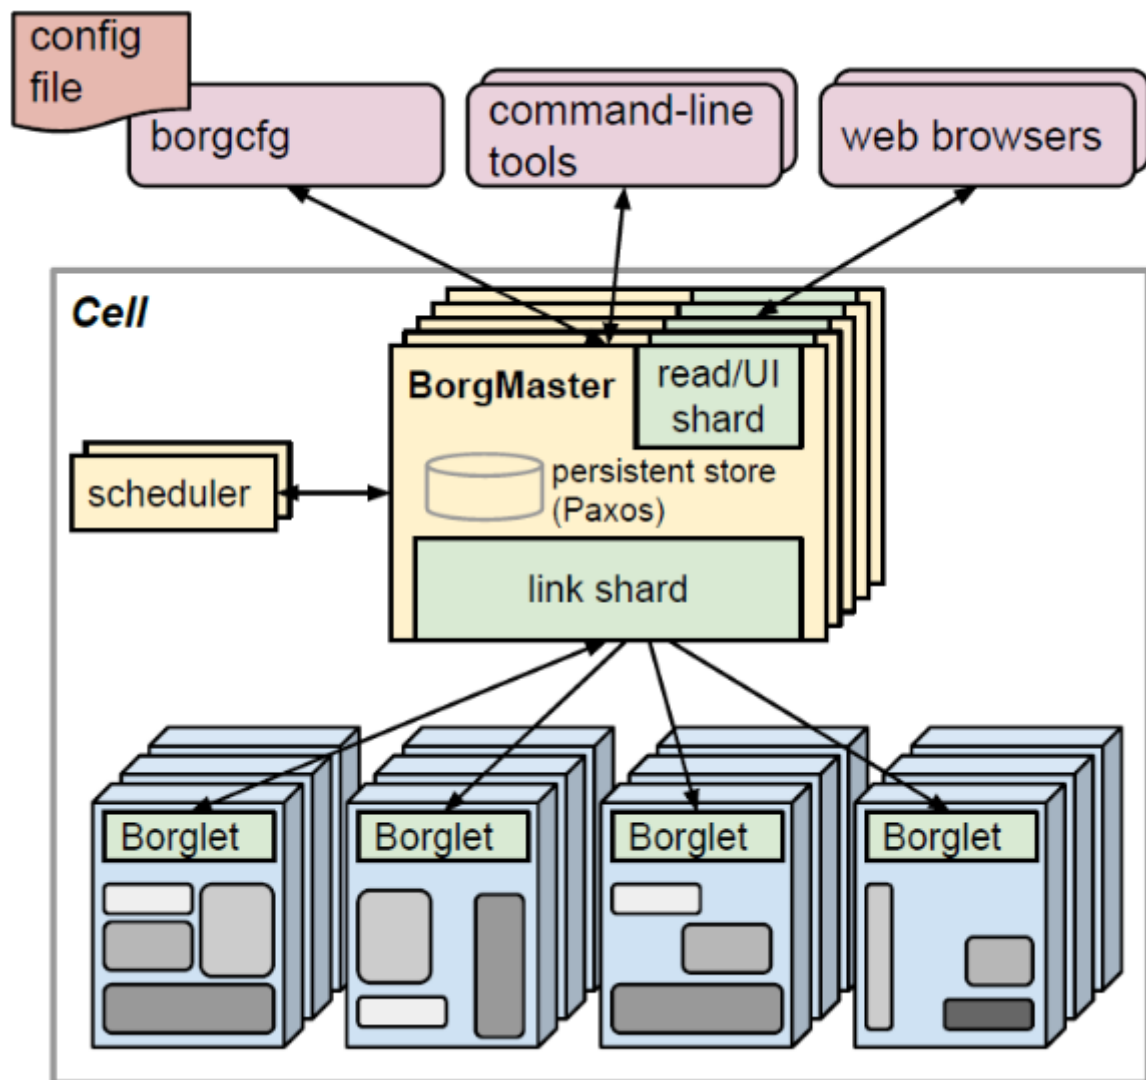 config
file
borgcfg
command-line
tools
web browsers
Cell
BorgMaster
read/UI
shard
scheduler
persistent store
(Paxos)
link shard
Borglet
Borglet
Borglet
Borglet